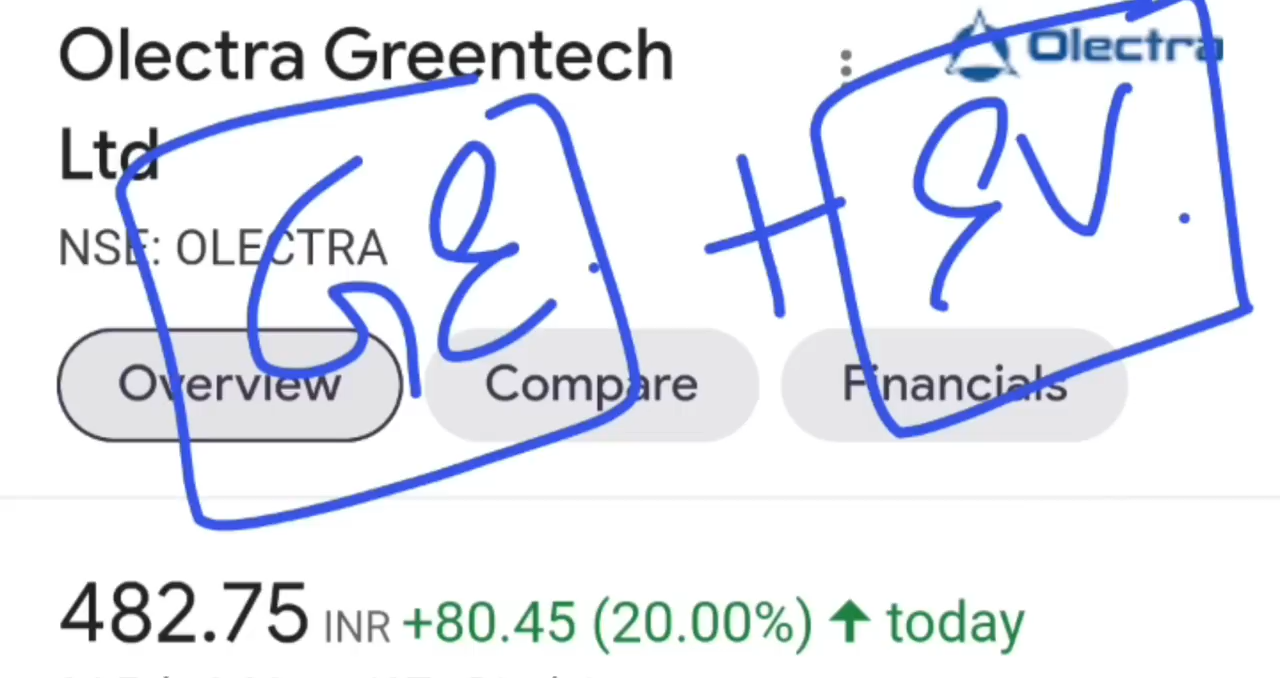 Olectra Greentech
Ltd
Olectra
NSE: OLECTRA
GE + EV
Overview Compare Financials
482.75 INR +80.45 (20.00%) ↑ today